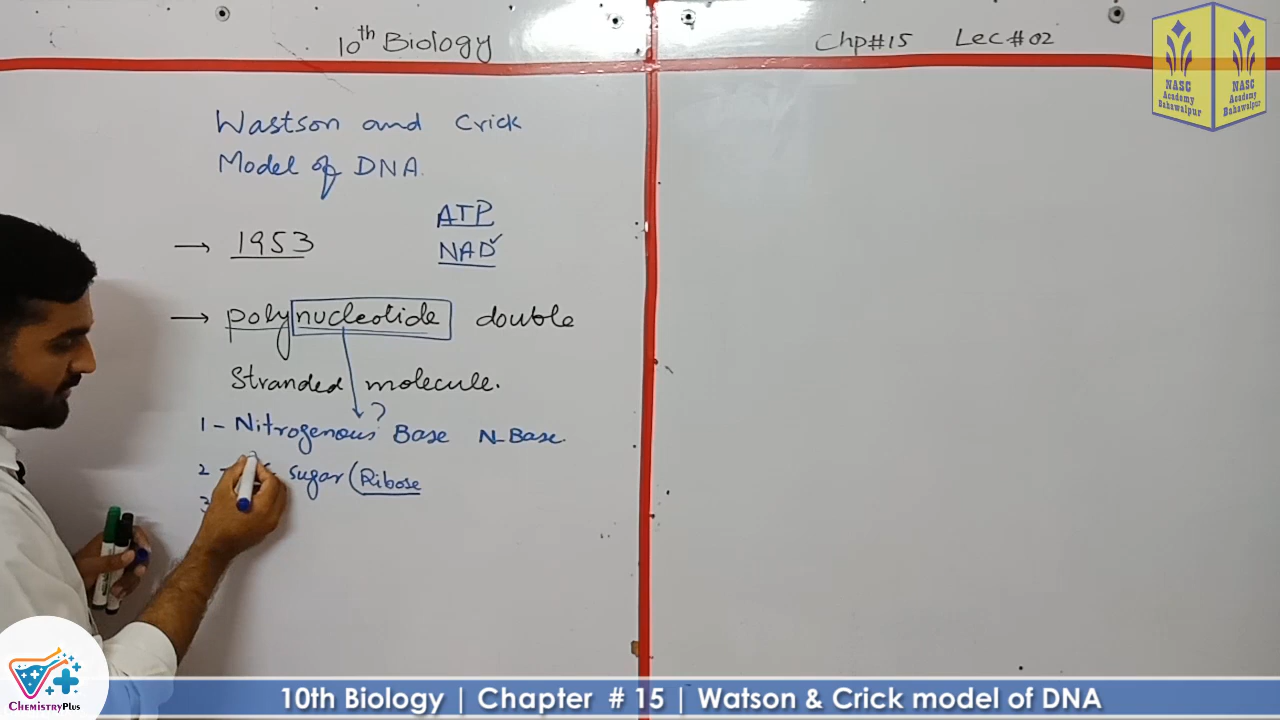 10th Biology
Chp#15 Lec#02
NASC
Academy
Bahawalpur
NASC
Academy
Bahawalpur
Wastson and Crick
Model of DNA.
→ 1953
ATP
NAD✓
→ polynucleotide double
Stranded molecule.
?
1 - Nitrogenous Base N-Base.
2 - sugar (Ribose
3
ChemistryPlus
10th Biology | Chapter # 15 | Watson & Crick model of DNA